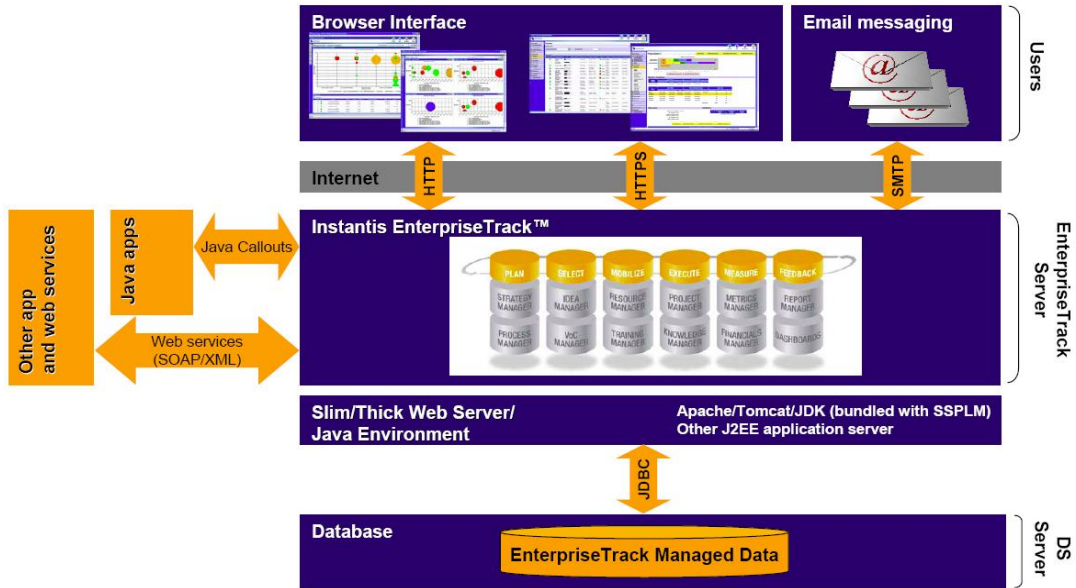 Browser Interface
Email messaging
Users
HTTP
HTTPS
SMTP
Internet
Other app
and web services
Java apps
Java Callouts
Web services
(SOAP/XML)
Instantis EnterpriseTrack™
PLAN
SELECT
MOBILIZE
EXECUTE
MEASURE
FEEDBACK
STRATEGY
MANAGER
IDEA
MANAGER
RESOURCE
MANAGER
PROJECT
MANAGER
METRICS
MANAGER
REPORT
MANAGER
PROCESS
MANAGER
VoC
MANAGER
TRAINING
MANAGER
KNOWLEDGE
MANAGER
FINANCIALS
MANAGER
DASHBOARDS
EnterpriseTrack
Server
Slim/Thick Web Server/
Java Environment
Apache/Tomcat/JDK (bundled with SSPLM)
Other J2EE application server
JDBC
Database
EnterpriseTrack Managed Data
DS
Server